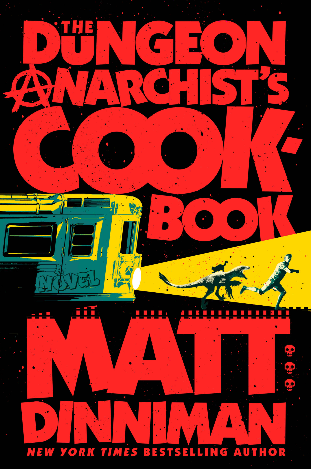 THE
DUNGEON
ANARCHIST'S
COOK-
BOOK
NOVEL
MATT
DINNIMAN
NEW YORK TIMES BESTSELLING AUTHOR